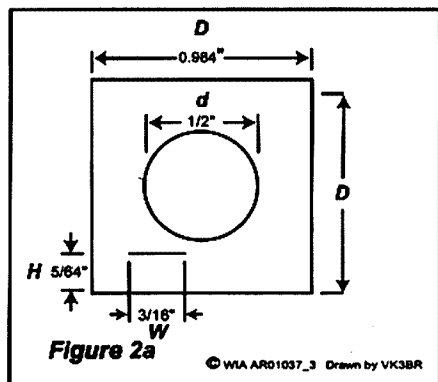 D
0.984"
d
1/2"
D
H 5/64"
3/16"
W
Figure 2a
© WIA AR01037_3 Drawn by VK3BR